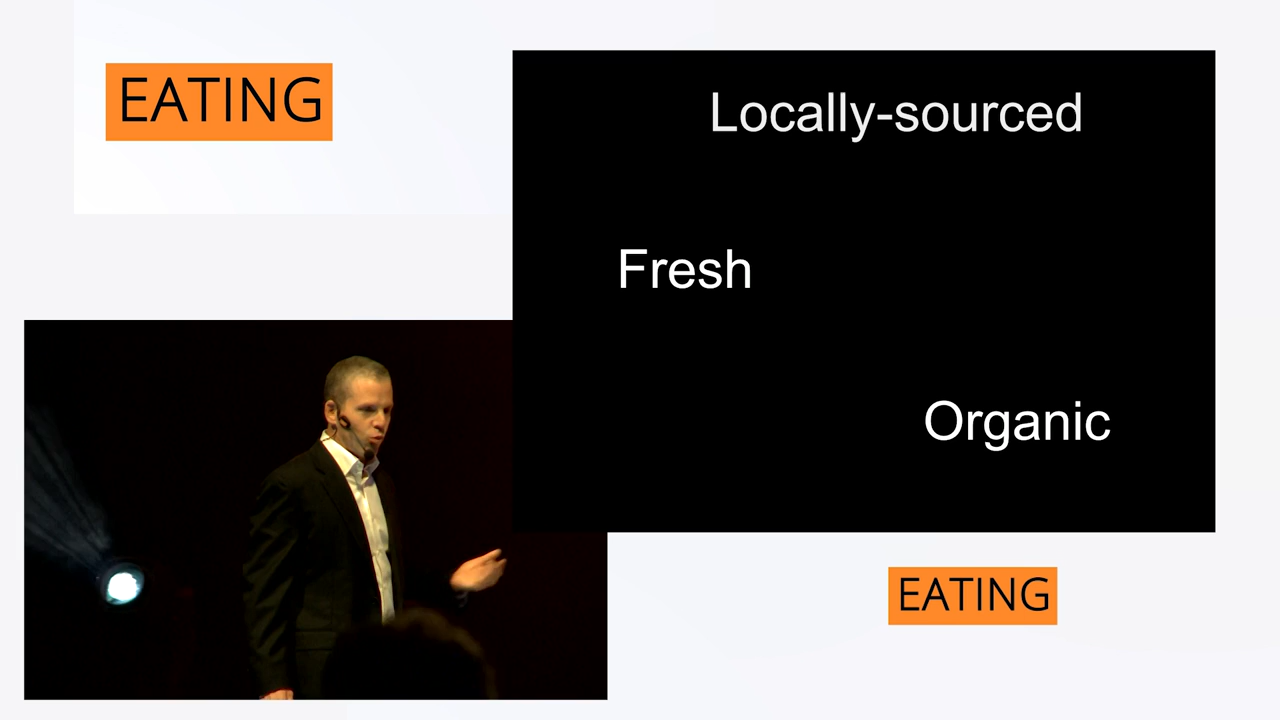 EATING
Locally-sourced
Fresh
Organic
EATING